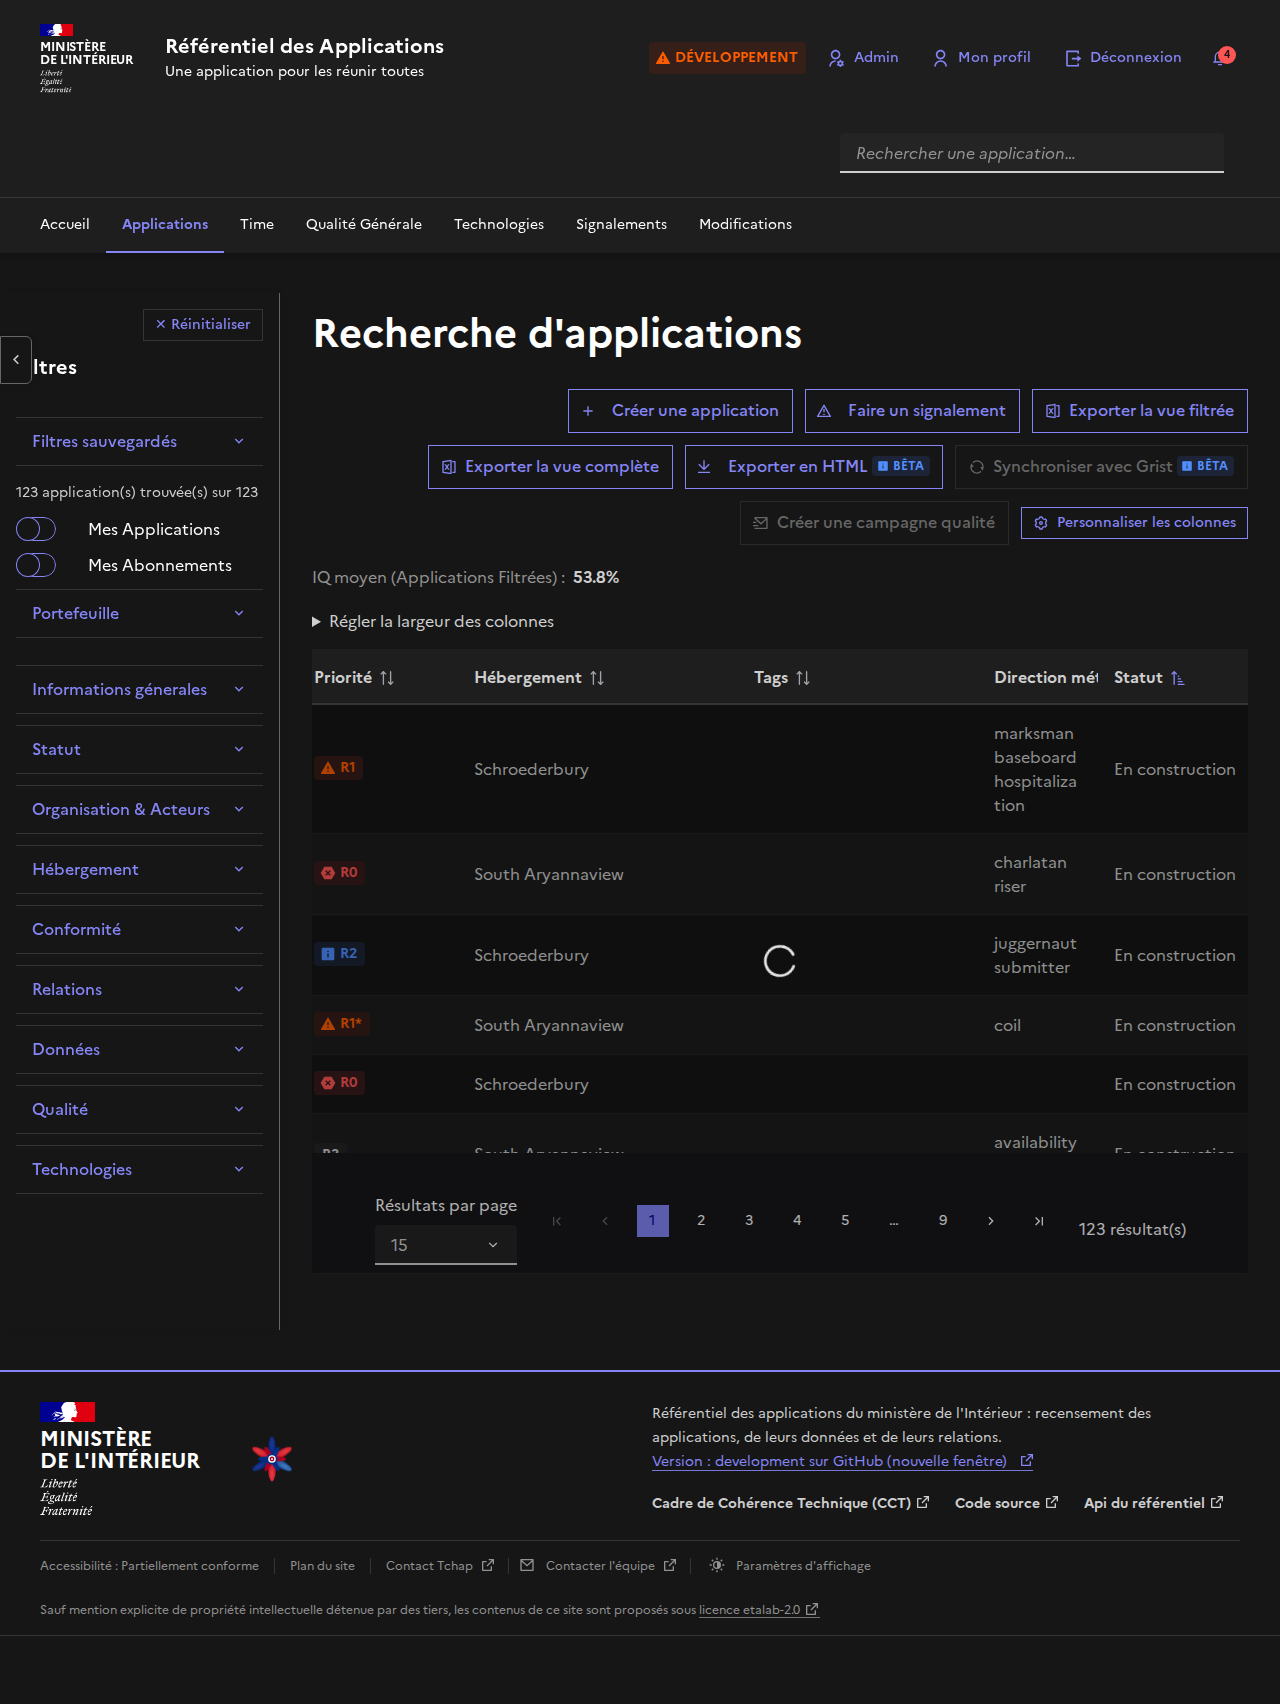 MINISTÈRE
DE L'INTÉRIEUR
Liberté
Égalité
Fraternité
Référentiel des Applications
Une application pour les réunir toutes
DÉVELOPPEMENT
Admin
Mon profil
Déconnexion
4
Rechercher une application...
Accueil
Applications
Time
Qualité Générale
Technologies
Signalements
Modifications
Réinitialiser
ltres
Filtres sauvegardés
123 application(s) trouvée(s) sur 123
Mes Applications
Mes Abonnements
Portefeuille
Informations génerales
Statut
Organisation & Acteurs
Hébergement
Conformité
Relations
Données
Qualité
Technologies
Recherche d'applications
Créer une application
Faire un signalement
Exporter la vue filtrée
Exporter la vue complète
Exporter en HTML BÊTA
Synchroniser avec Grist BÊTA
Créer une campagne qualité
Personnaliser les colonnes
IQ moyen (Applications Filtrées) : 53.8%
Régler la largeur des colonnes
Priorité Hébergement Tags Direction mét Statut
R1 Schroederbury marksman baseboard hospitaliza tion En construction
R0 South Aryannaview charlatan riser En construction
R2 Schroederbury juggernaut submitter En construction
R1* South Aryannaview coil En construction
R0 Schroederbury En construction
R3 South Aryannaview availability En construction
Résultats par page
15
1 2 3 4 5 … 9
123 résultat(s)
MINISTÈRE
DE L'INTÉRIEUR
Liberté
Égalité
Fraternité
Référentiel des applications du ministère de l'Intérieur : recensement des
applications, de leurs données et de leurs relations.
Version : development sur GitHub (nouvelle fenêtre)
Cadre de Cohérence Technique (CCT)
Code source
Api du référentiel
Accessibilité : Partiellement conforme
Plan du site
Contact Tchap
Contacter l'équipe
Paramètres d'affichage
Sauf mention explicite de propriété intellectuelle détenue par des tiers, les contenus de ce site sont proposés sous licence etalab-2.0